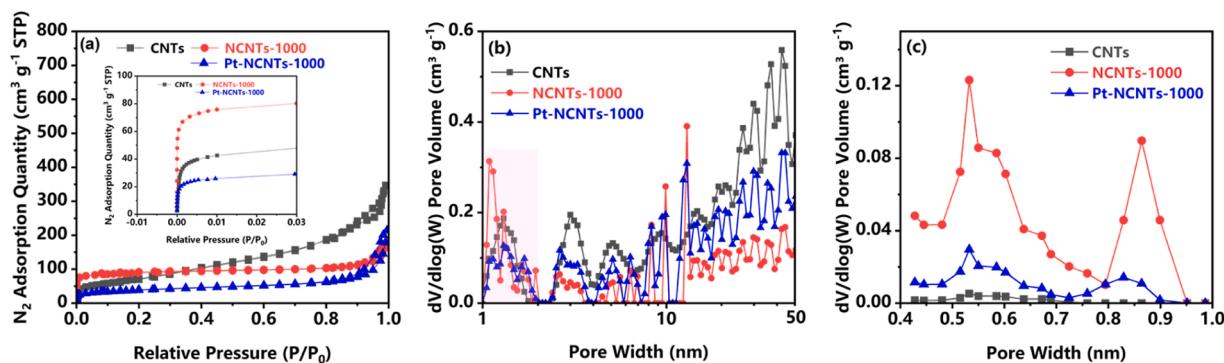 (a)
CNTs
NCNTs-1000
Pt-NCNTs-1000
N₂ Adsorption Quantity (cm³ g⁻¹ STP)
800
700
600
500
400
300
200
100
0
0.0 0.2 0.4 0.6 0.8 1.0
Relative Pressure (P/P₀)
CNTs
NCNTs-1000
Pt-NCNTs-1000
N₂ Adsorption Quantity (cm³ g⁻¹ STP)
100
80
60
40
20
0
-0.01 0.00 0.01 0.02 0.03
Relative Pressure (P/P₀)
(b)
CNTs
NCNTs-1000
Pt-NCNTs-1000
dV/dlog(W) Pore Volume (cm³ g⁻¹)
0.6
0.4
0.2
0.0
1 10 50
Pore Width (nm)
(c)
CNTs
NCNTs-1000
Pt-NCNTs-1000
dV/dlog(W) Pore Volume (cm³ g⁻¹)
0.12
0.08
0.04
0.00
0.4 0.5 0.6 0.7 0.8 0.9 1.0
Pore Width (nm)